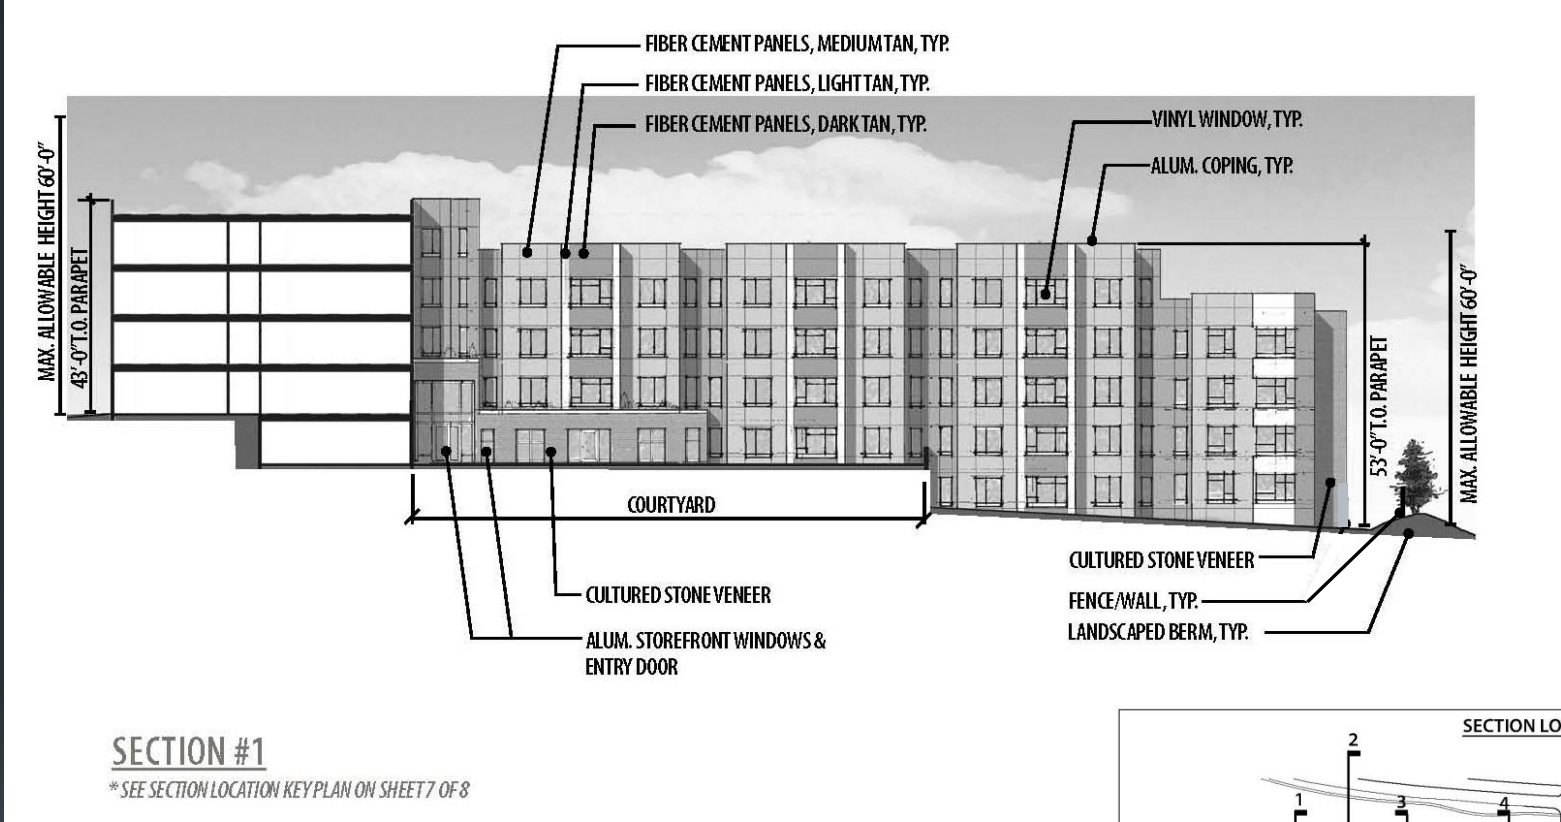 FIBER CEMENT PANELS, MEDIUM TAN, TYP.
FIBER CEMENT PANELS, LIGHT TAN, TYP.
FIBER CEMENT PANELS, DARK TAN, TYP.
VINYL WINDOW, TYP.
ALUM. COPING, TYP.
MAX. ALLOWABLE HEIGHT 60'-0"
43'-0" T.O. PARAPET
53'-0" T.O. PARAPET
MAX. ALLOWABLE HEIGHT 60'-0"
COURTYARD
CULTURED STONE VENEER
FENCE/WALL, TYP.
LANDSCAPED BERM, TYP.
CULTURED STONE VENEER
ALUM. STOREFRONT WINDOWS &
ENTRY DOOR
SECTION #1
* SEE SECTION LOCATION KEY PLAN ON SHEET 7 OF 8
SECTION LO
2
1
3
4